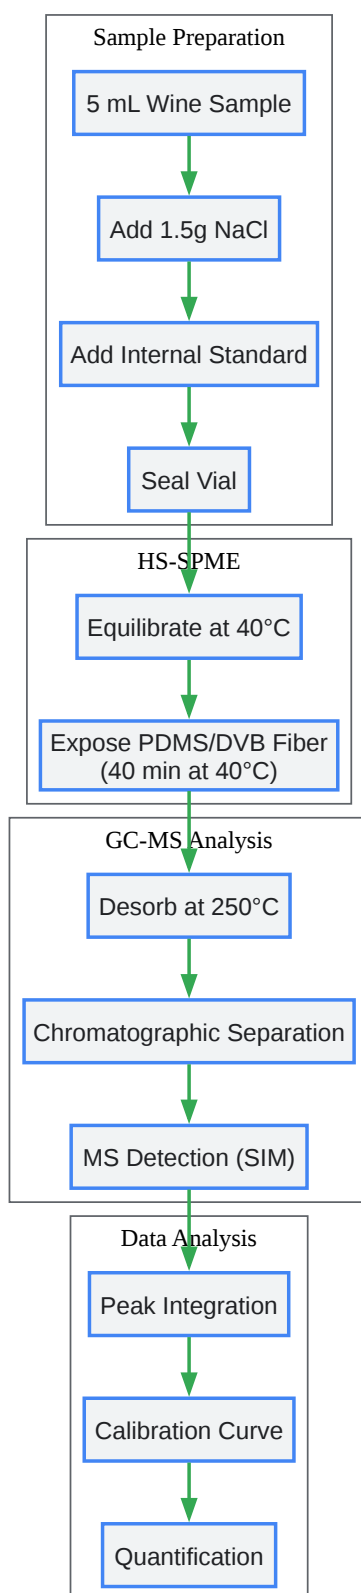 Sample Preparation
5 mL Wine Sample
Add 1.5g NaCl
Add Internal Standard
Seal Vial
HS-SPME
Equilibrate at 40°C
Expose PDMS/DVB Fiber
(40 min at 40°C)
GC-MS Analysis
Desorb at 250°C
Chromatographic Separation
MS Detection (SIM)
Data Analysis
Peak Integration
Calibration Curve
Quantification